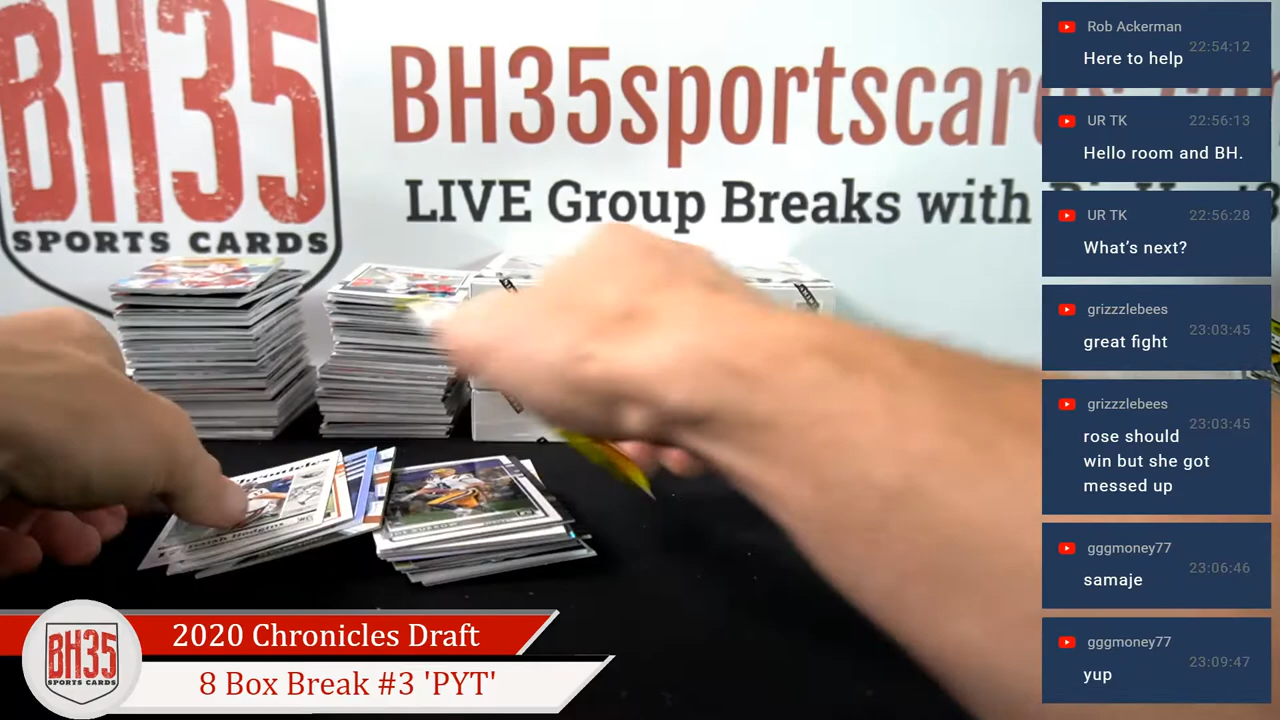 BH35
SPORTS CARDS
BH35sportscar
LIVE Group Breaks with
Chronicles
Isaiah Hodgins
Rob Ackerman
22:54:12
Here to help
UR TK
22:56:13
Hello room and BH.
UR TK
22:56:28
What's next?
grizzzlebees
23:03:45
great fight
grizzzlebees
23:03:45
rose should
win but she got
messed up
gggmoney77
23:06:46
samaje
gggmoney77
23:09:47
yup
BH35
SPORTS CARDS
2020 Chronicles Draft
8 Box Break #3 'PYT'